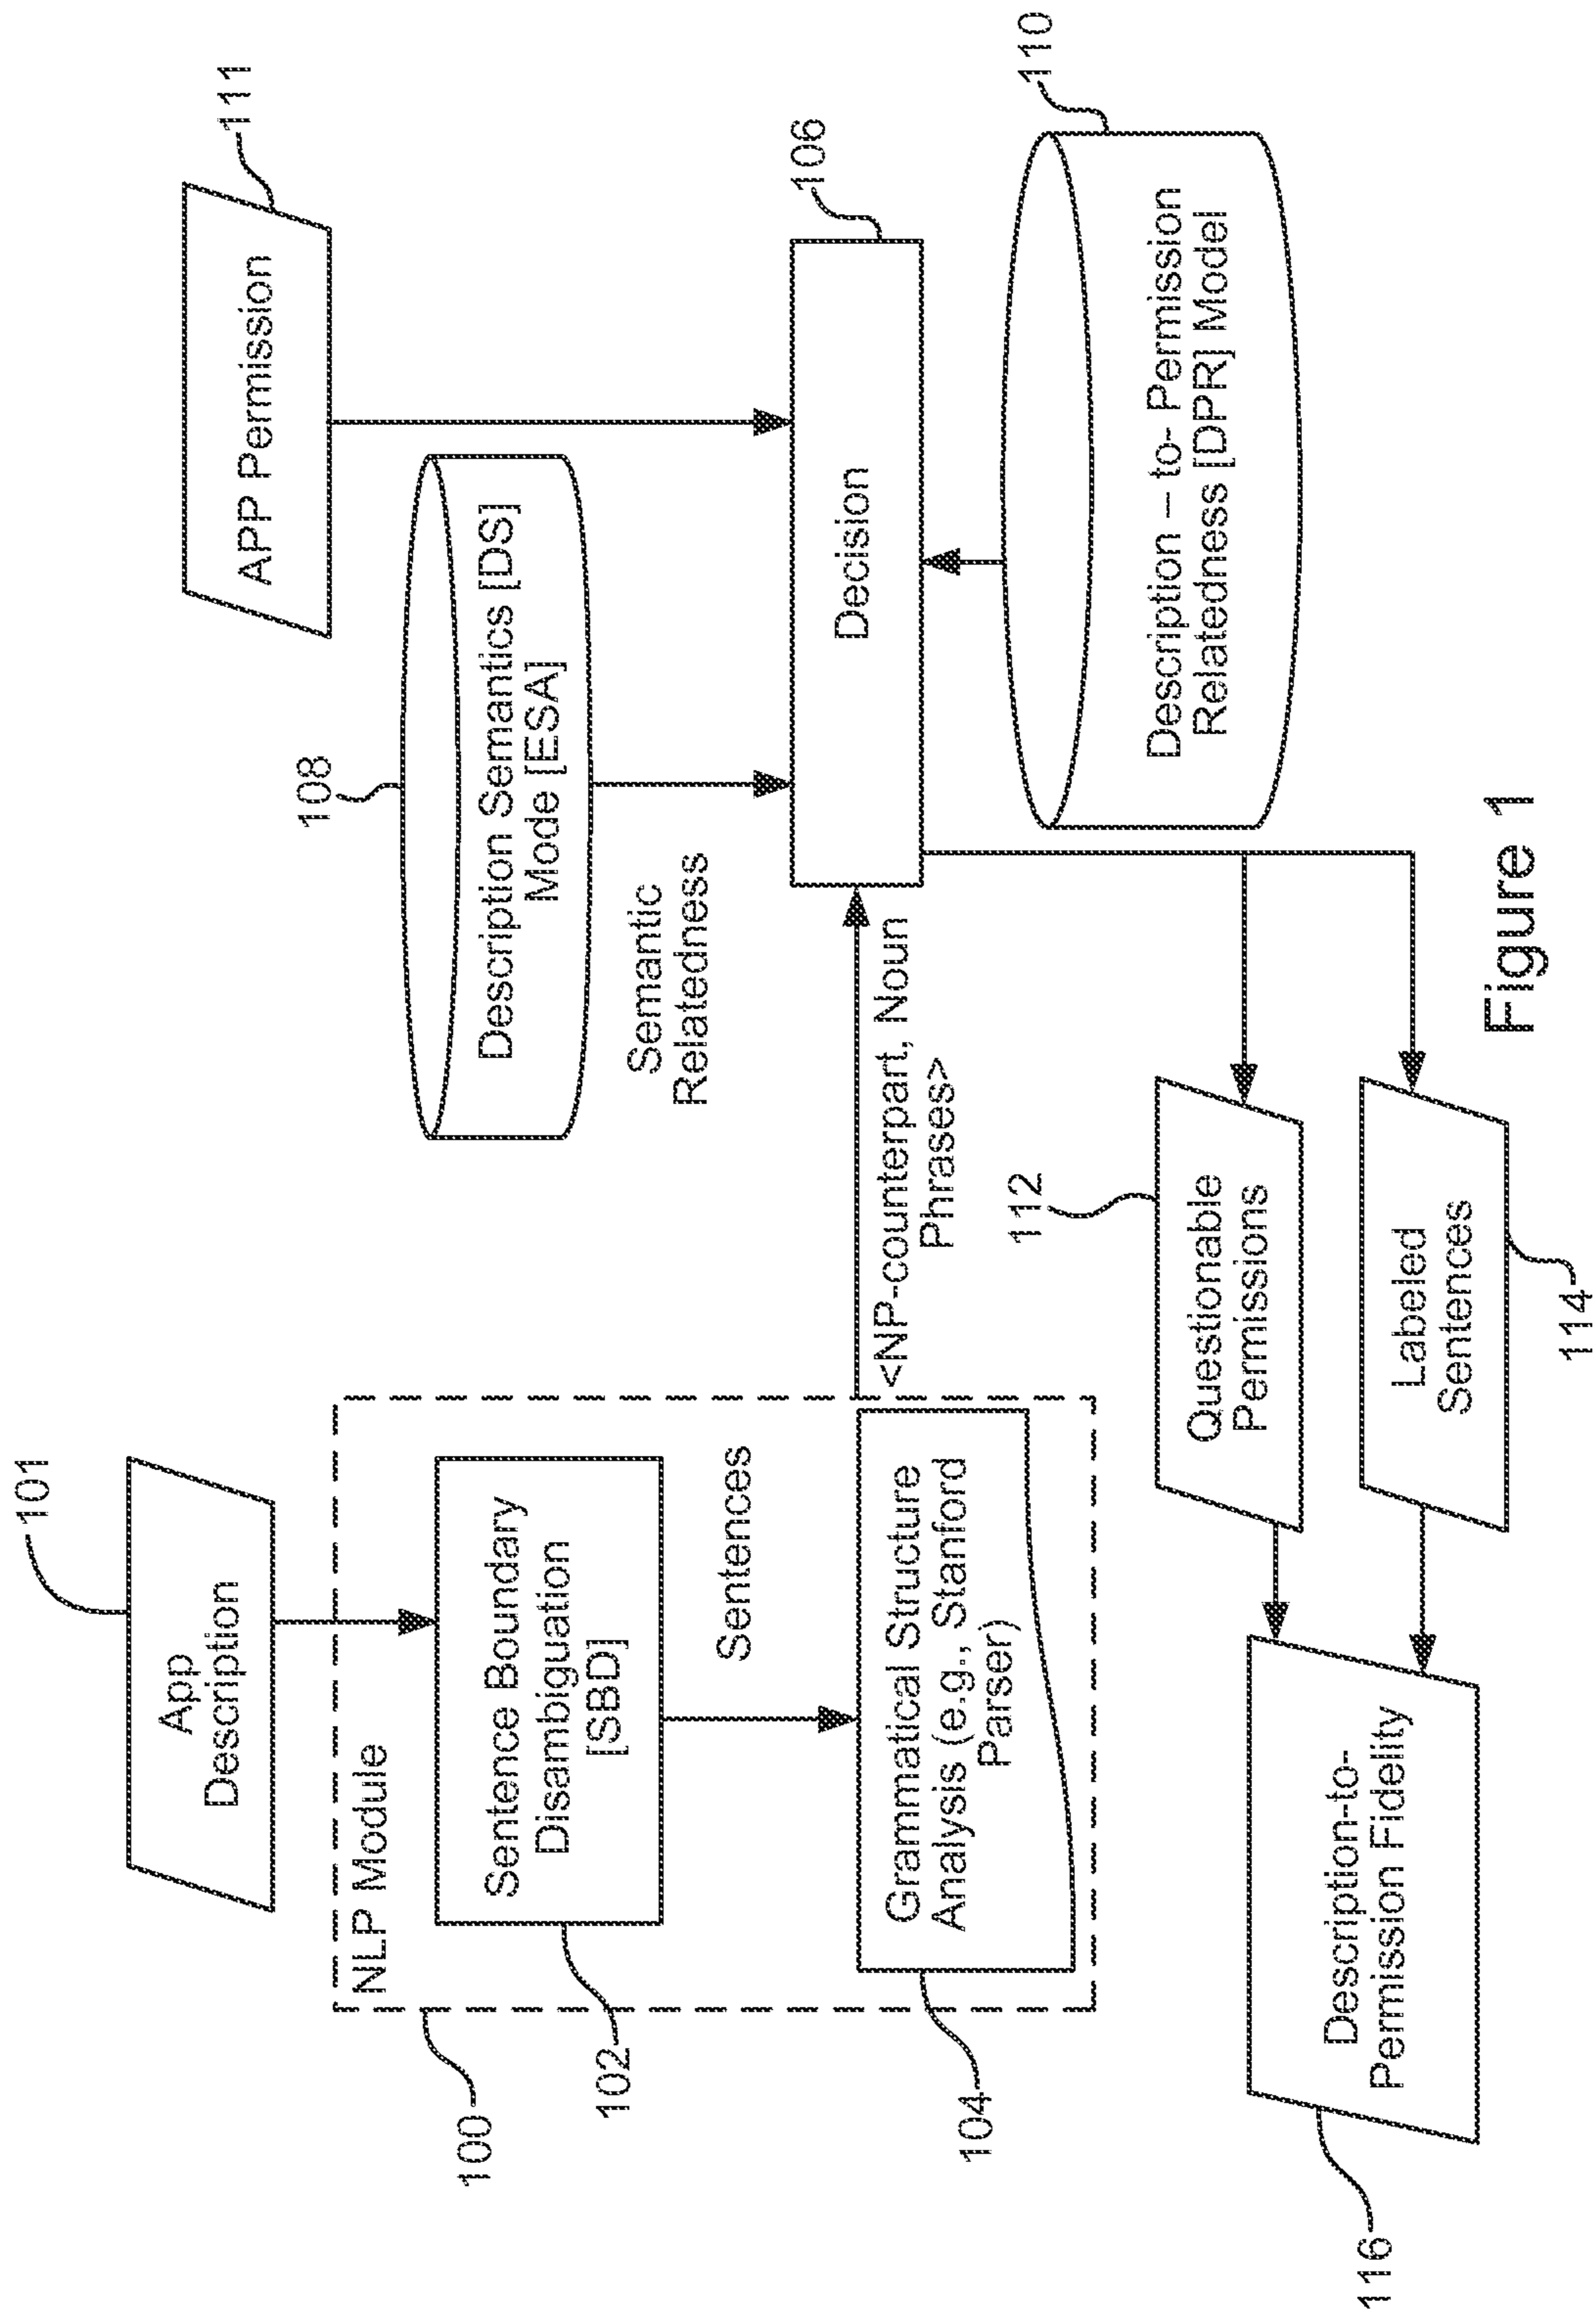 101
App
Description
100
NLP Module
Sentence Boundary
Disambiguation
[SBD]
102
Sentences
Grammatical Structure
Analysis (e.g., Stanford
Parser)
104
108
Description Semantics [DS]
Mode [ESA]
Semantic
Relatedness
<NP-counterpart, Noun
Phrases>
111
APP Permission
106
Decision
110
Description – to- Permission
Relatedness [DPR] Model
112
Questionable
Permissions
Labeled
Sentences
114
Description-to-
Permission Fidelity
116
Figure 1